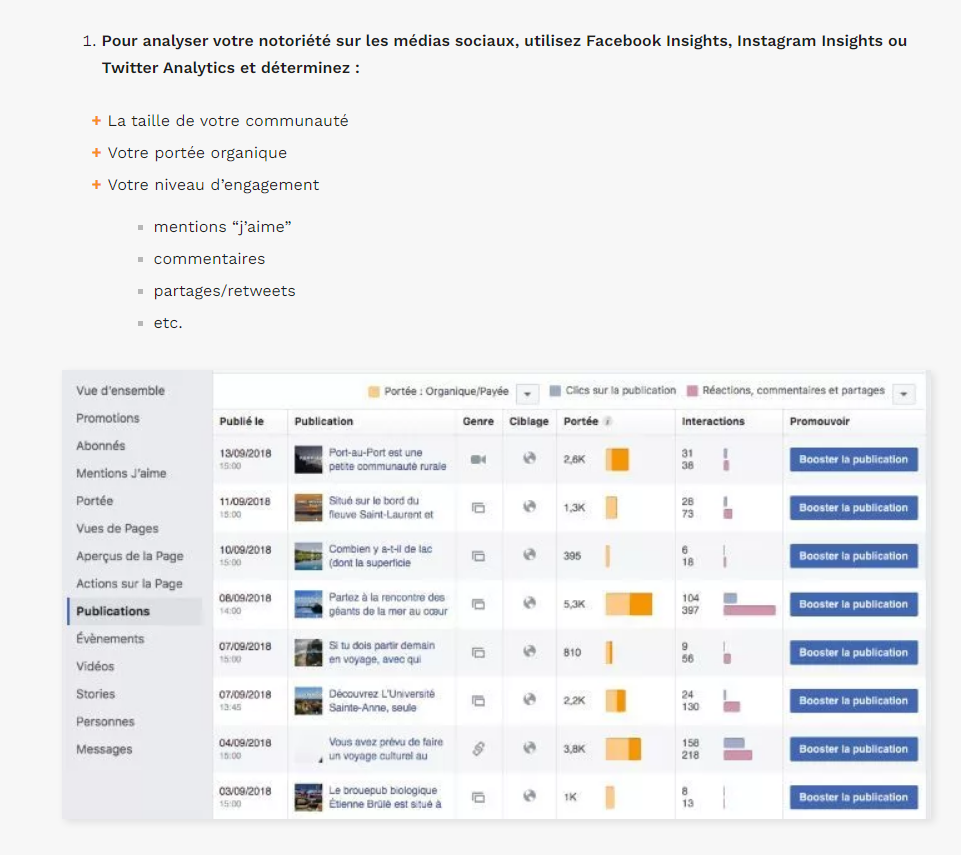 1. Pour analyser votre notoriété sur les médias sociaux, utilisez Facebook Insights, Instagram Insights ou
Twitter Analytics et déterminez :
+ La taille de votre communauté
+ Votre portée organique
+ Votre niveau d’engagement
mentions “j’aime”
commentaires
partages/retweets
etc.
Vue d'ensemble
Promotions
Abonnés
Mentions J'aime
Portée
Vues de Pages
Aperçus de la Page
Actions sur la Page
Publications
Évènements
Vidéos
Stories
Personnes
Messages
Portée : Organique/Payée Clics sur la publication Réactions, commentaires et partages
Publié le Publication Genre Ciblage Portée Interactions Promouvoir
13/09/2018 15:00
Port-au-Port est une
petite communauté rurale
2,6K
31
38
Booster la publication
11/09/2018 15:00
Situé sur le bord du
fleuve Saint-Laurent et
1,3K
28
73
Booster la publication
10/09/2018 15:00
Combien y a-t-il de lac
(dont la superficie
395
6
18
Booster la publication
08/09/2018 14:00
Partez à la rencontre des
géants de la mer au cœur
5,3K
104
397
Booster la publication
07/09/2018 15:00
Si tu dois partir demain
en voyage, avec qui
810
9
56
Booster la publication
07/09/2018 13:45
Découvrez L'Université
Sainte-Anne, seule
2,2K
24
130
Booster la publication
04/09/2018 15:00
Vous avez prévu de faire
un voyage culturel au
3,8K
158
218
Booster la publication
03/09/2018 15:00
Le brouepub biologique
Étienne Brûlé est situé à
1K
8
13
Booster la publication